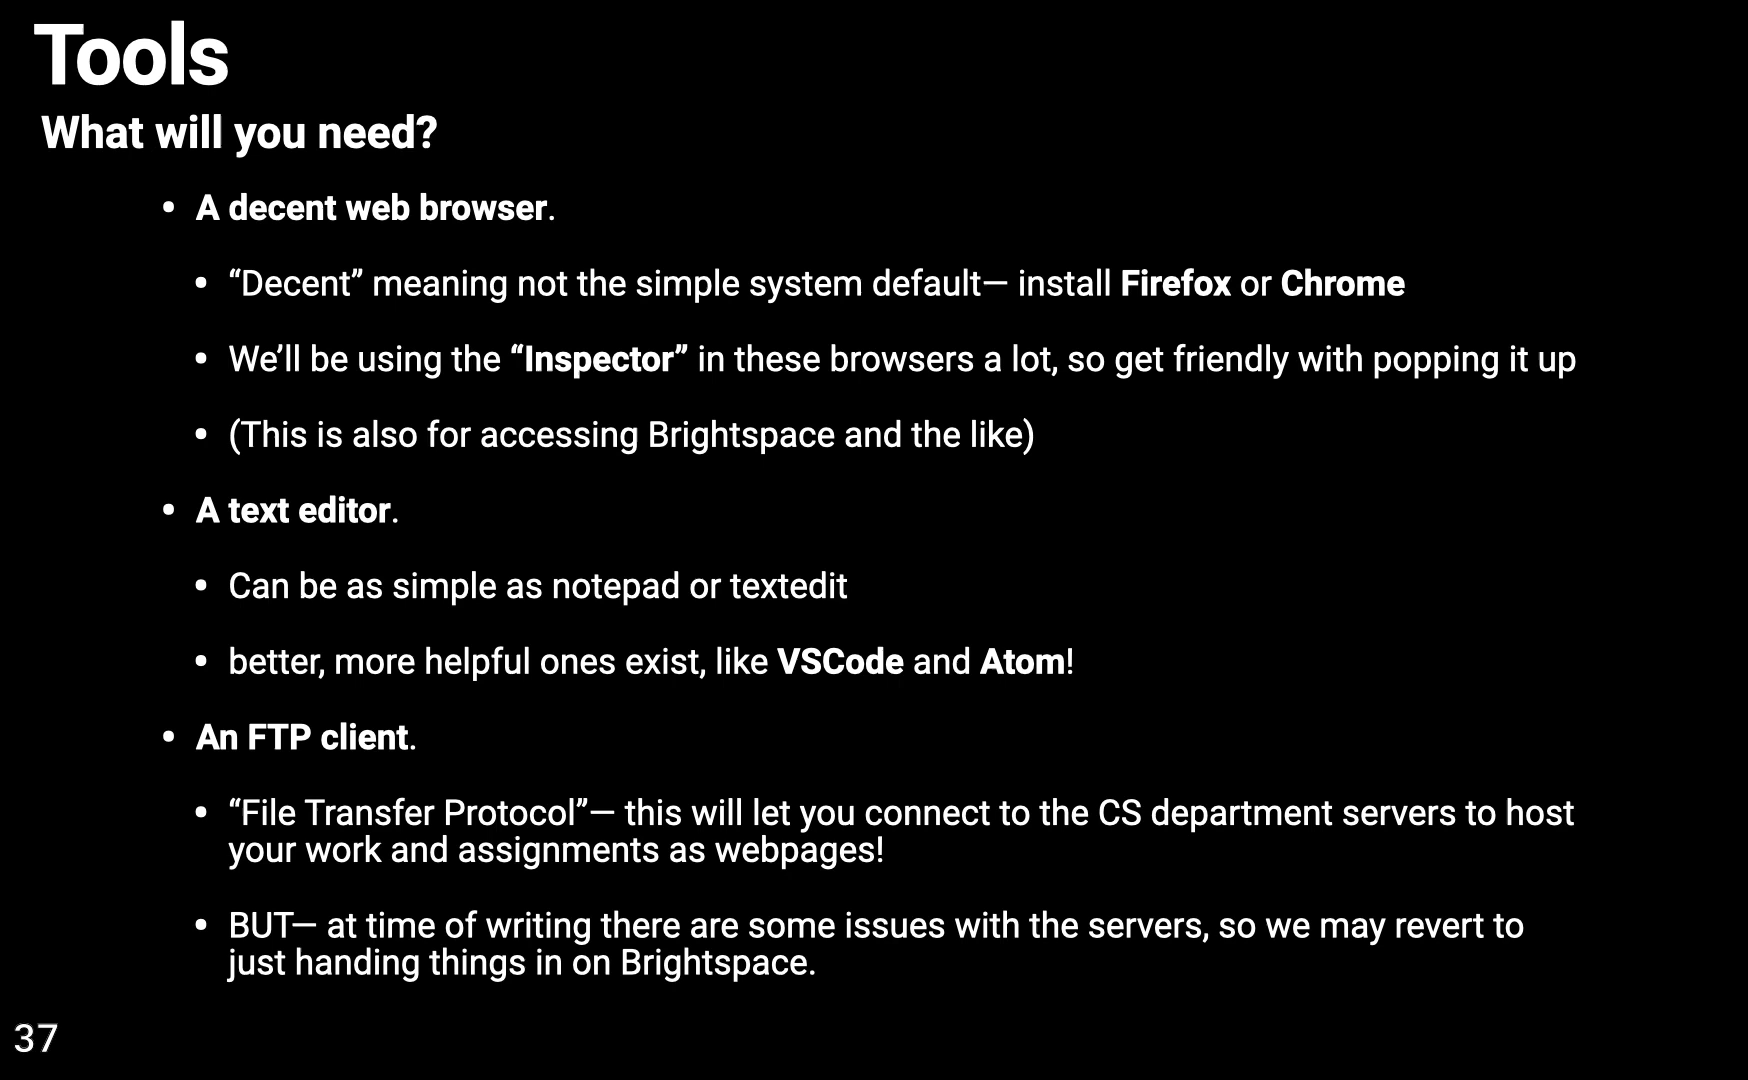 Tools
What will you need?
• A decent web browser.
• “Decent” meaning not the simple system default— install Firefox or Chrome
• We’ll be using the “Inspector” in these browsers a lot, so get friendly with popping it up
• (This is also for accessing Brightspace and the like)
• A text editor.
• Can be as simple as notepad or textedit
• better, more helpful ones exist, like VSCode and Atom!
• An FTP client.
• “File Transfer Protocol”— this will let you connect to the CS department servers to host
your work and assignments as webpages!
• BUT— at time of writing there are some issues with the servers, so we may revert to
just handing things in on Brightspace.
37